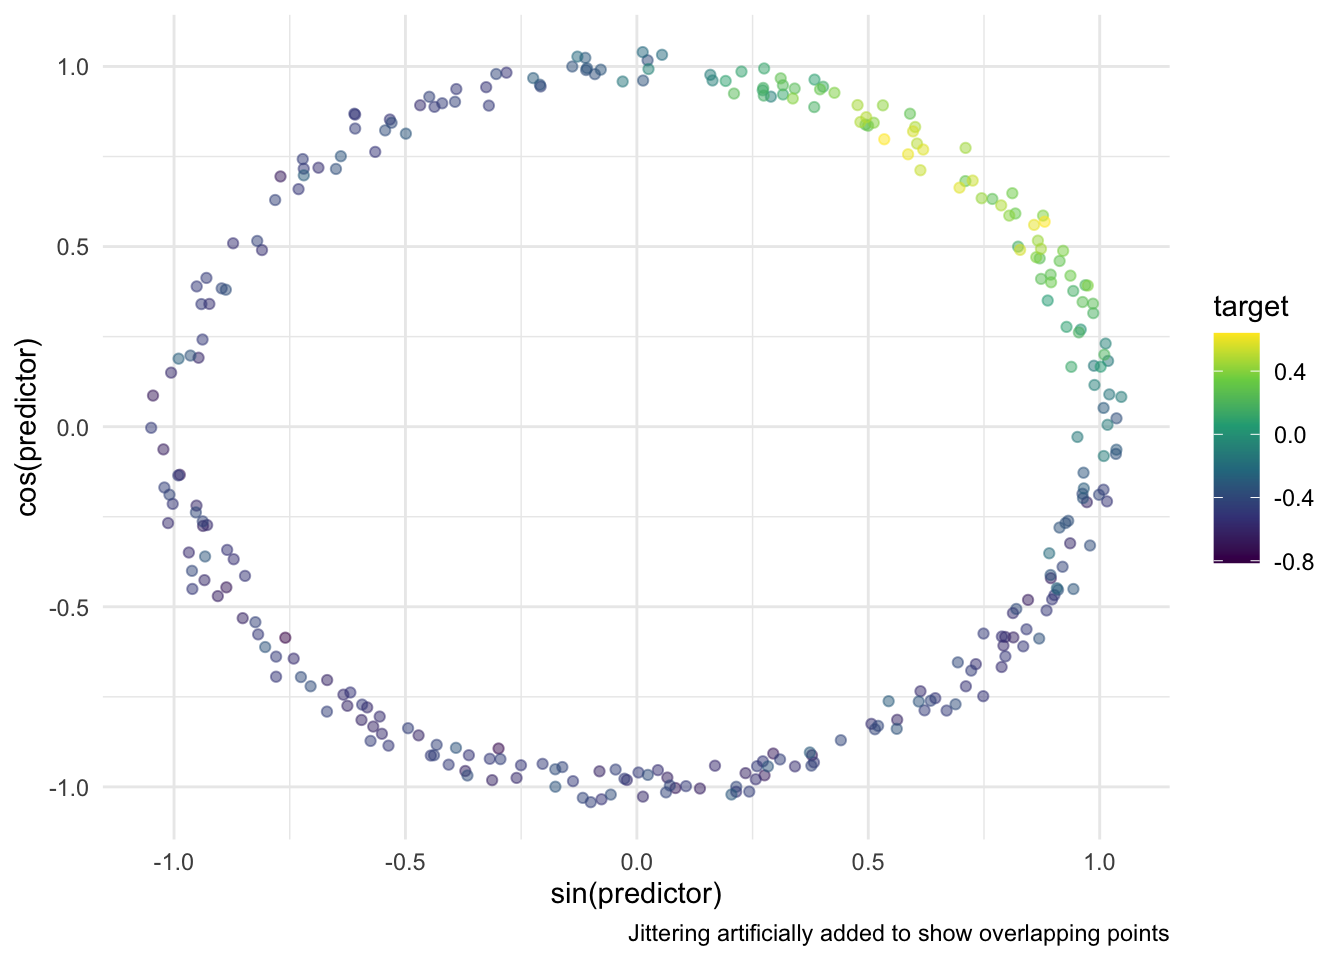 1.0
0.5
0.0
-0.5
-1.0
cos(predictor)
-1.0 -0.5 0.0 0.5 1.0
sin(predictor)
Jittering artificially added to show overlapping points
target
0.4
0.0
-0.4
-0.8